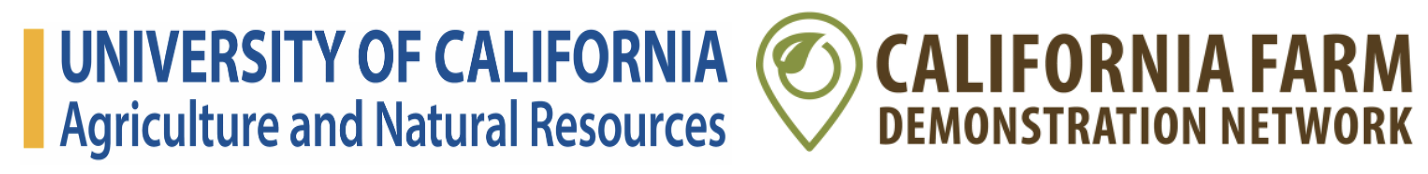 UNIVERSITY OF CALIFORNIA
Agriculture and Natural Resources
CALIFORNIA FARM
DEMONSTRATION NETWORK